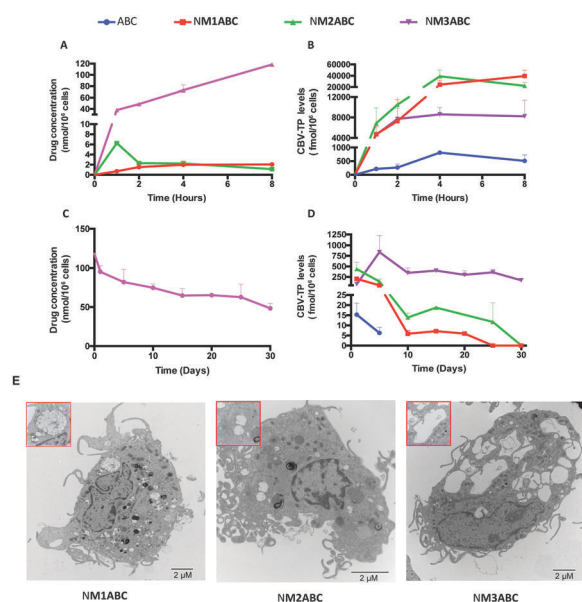 ABC NM1ABC NM2ABC NM3ABC
A
Drug concentration
(nmol/10⁶ cells)
120
100
80
60
40
20
6
4
2
0
0 2 4 6 8
Time (Hours)
B
CBV-TP levels
( fmol/10⁶ cells)
40000
30000
20000
12000
8000
4000
1000
500
0
0 2 4 6 8
Time (Hours)
C
Drug concentration
(nmol/10⁶ cells)
150
100
50
0
0 10 20 30
Time (Days)
D
CBV-TP levels
( fmol/10⁶ cells)
1250
1000
750
500
250
25
20
15
10
5
0
0 10 20 30
Time (Days)
E
2 μM
2 μM
2 μM
NM1ABC NM2ABC NM3ABC